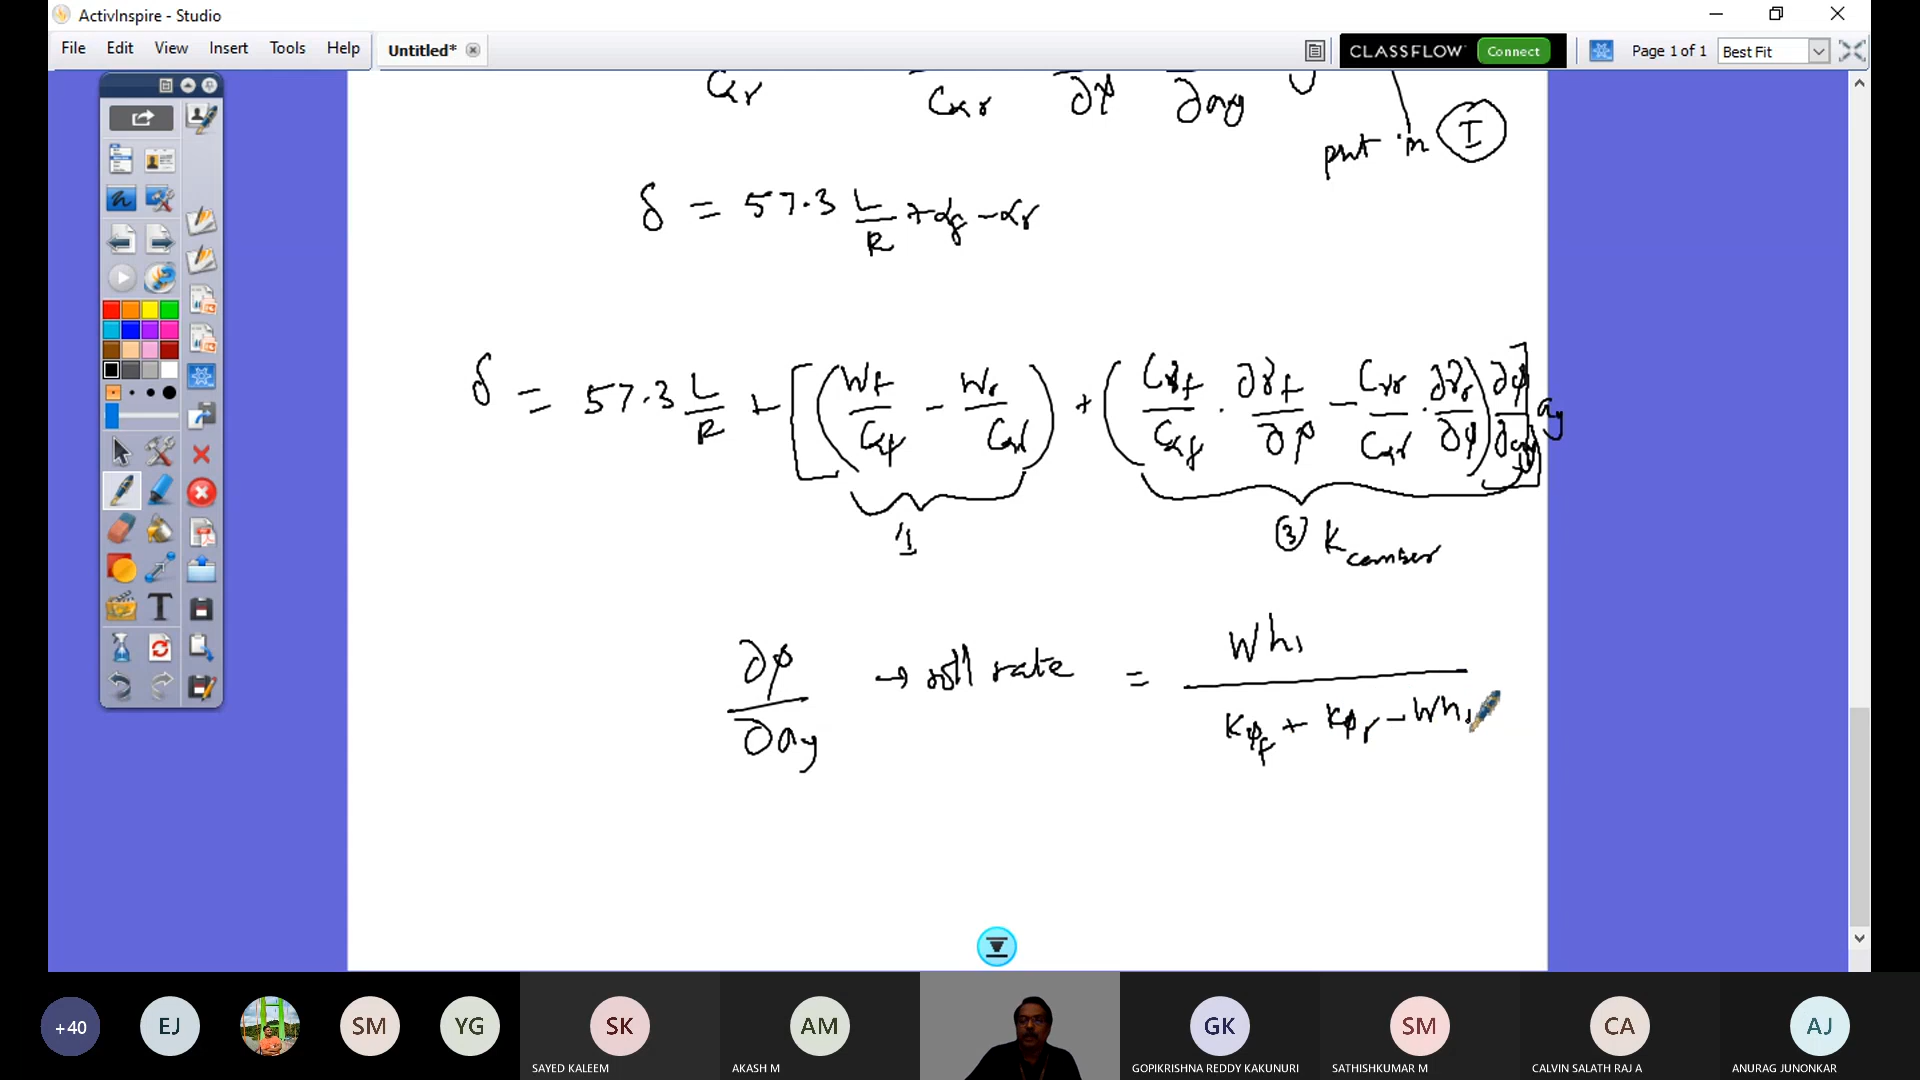 ActivInspire - Studio
File Edit View Insert Tools Help
Untitled*
CLASSFLOW Connect
Page 1 of 1 Best Fit
Cαr Cαr ∂φ ∂ay
put in I
δ = 57.3 L/R + αf - αr
δ = 57.3 L/R + [(Wf/Cαf - Wr/Cαr) + (Cγf/Cαf · ∂γf/∂φ - Cγr/Cαr · ∂γr/∂φ) ∂φ/∂ay] ay
1
③ Kcamber
∂φ/∂ay → roll rate = Wh1 / (Kφf + Kφr - Wh1)
+40 EJ SM YG SK AM GK SM CA AJ
SAYED KALEEM AKASH M GOPIKRISHNA REDDY KAKUNURI SATHISHKUMAR M CALVIN SALATH RAJ A ANURAG JUNONKAR